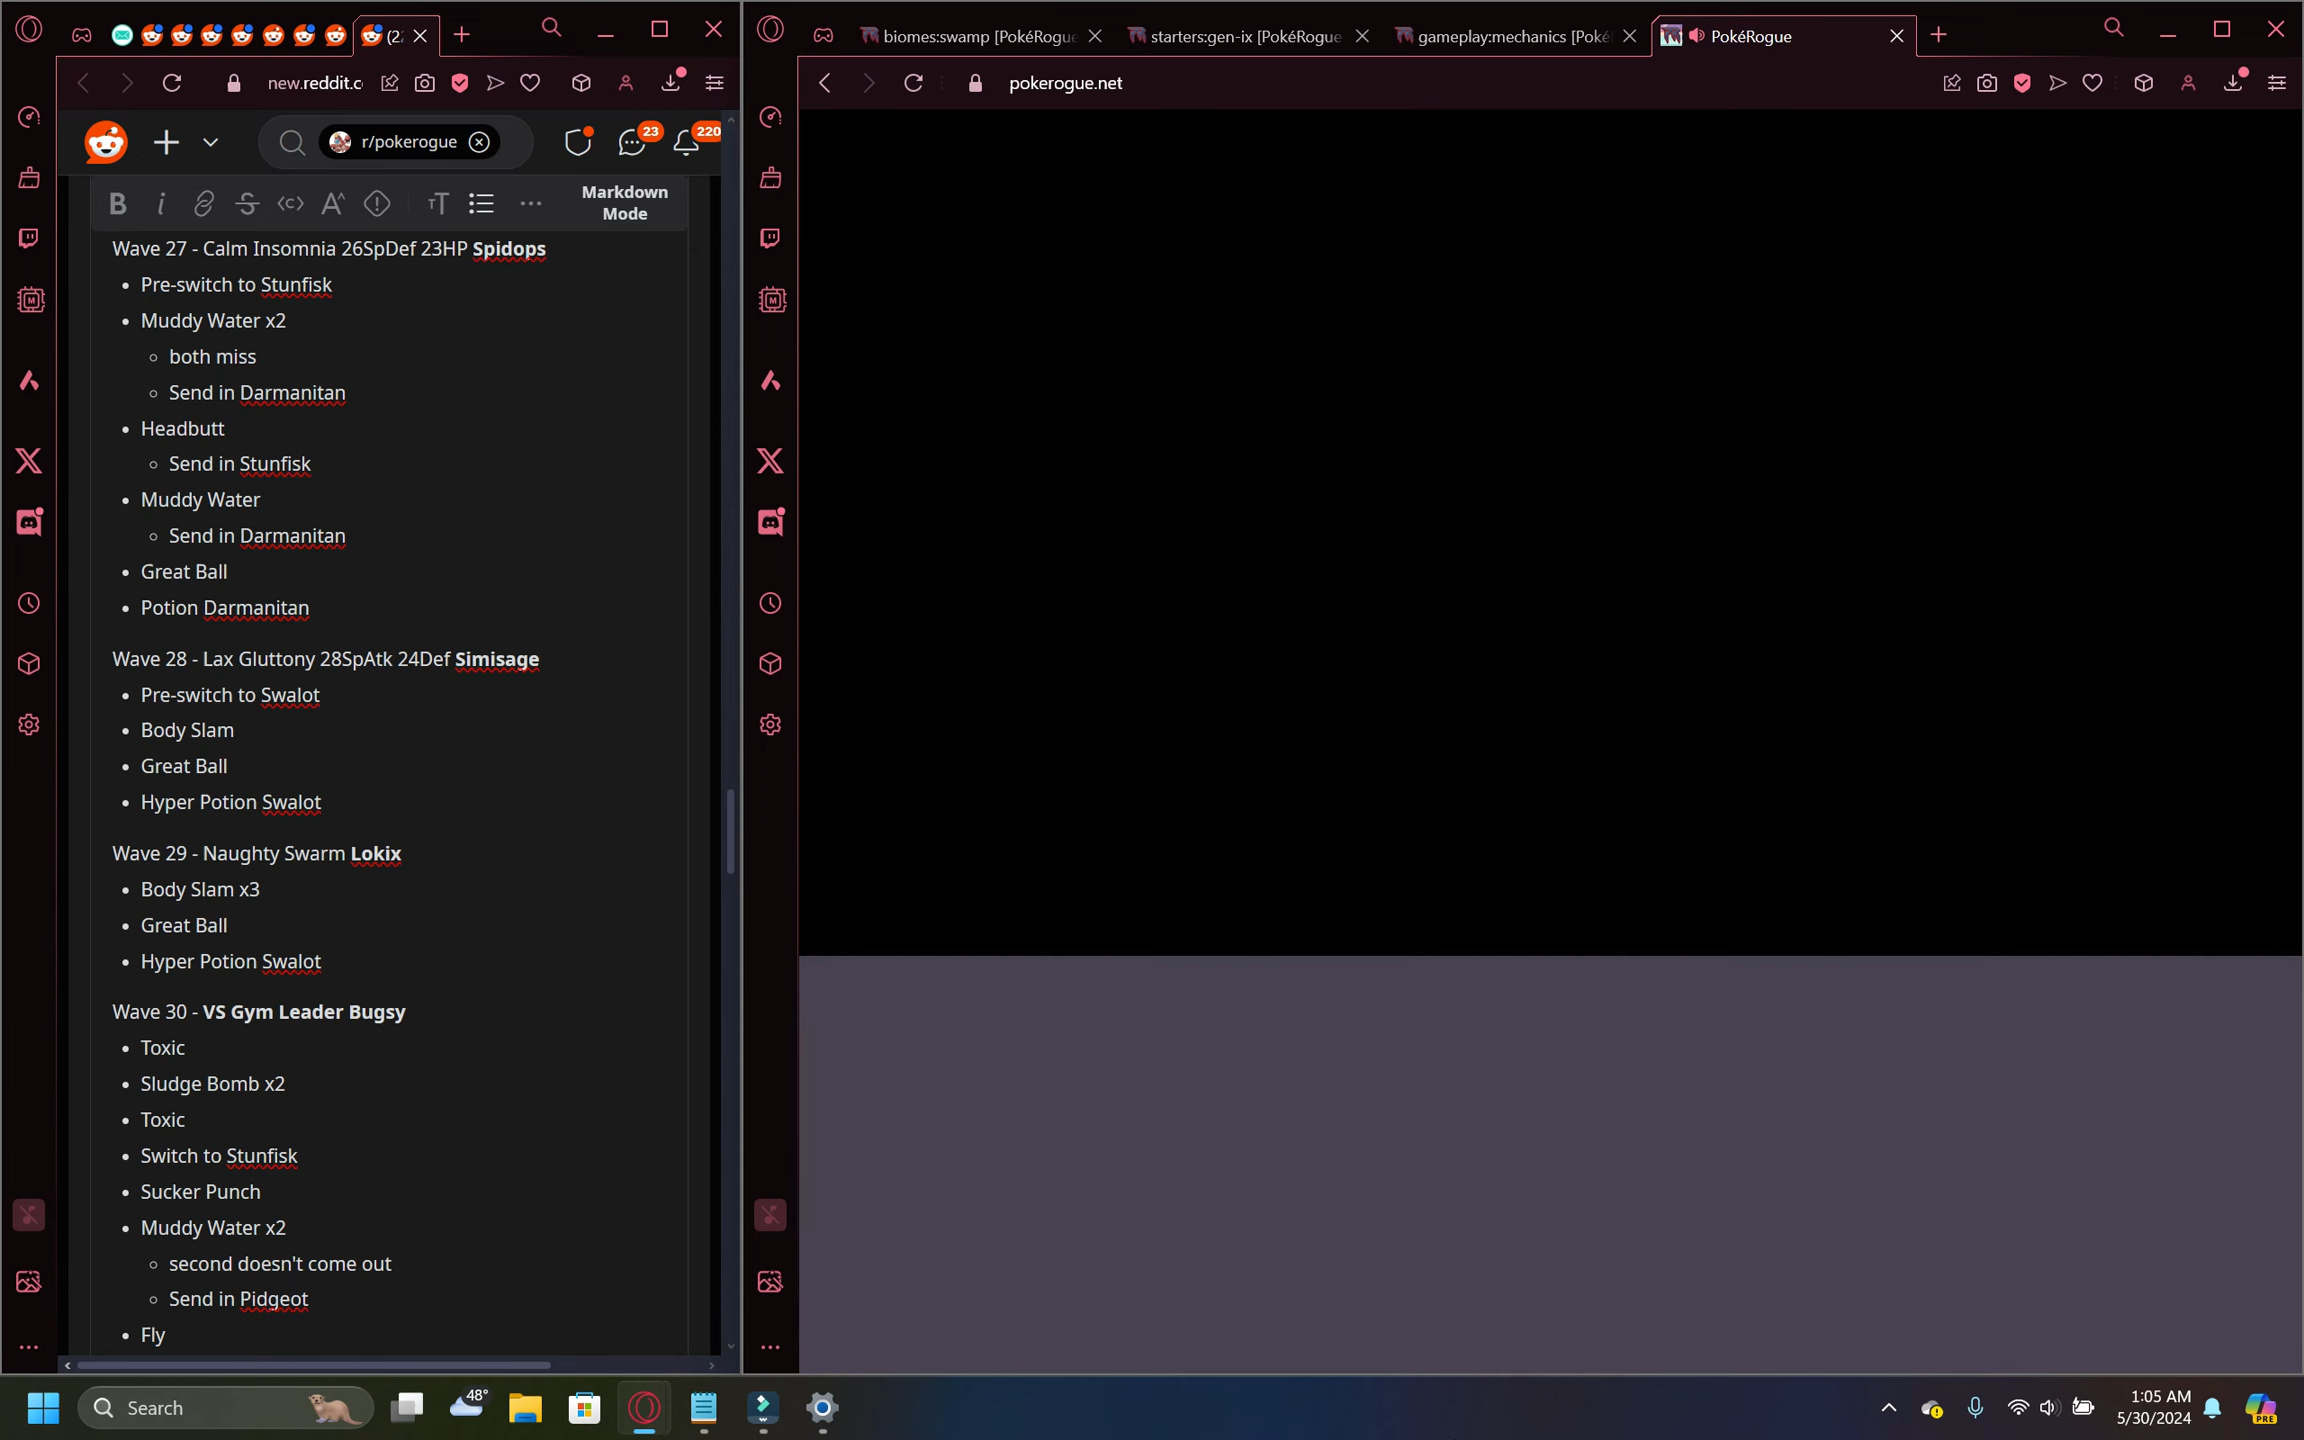 (2
biomes:swamp [PokéRogue
starters:gen-ix [PokéRogue
gameplay:mechanics [Poké
PokéRogue
new.reddit.c
pokerogue.net
r/pokerogue
23
220
Markdown
Mode
Wave 27 - Calm Insomnia 26SpDef 23HP Spidops
• Pre-switch to Stunfisk
• Muddy Water x2
◦ both miss
◦ Send in Darmanitan
• Headbutt
◦ Send in Stunfisk
• Muddy Water
◦ Send in Darmanitan
• Great Ball
• Potion Darmanitan
Wave 28 - Lax Gluttony 28SpAtk 24Def Simisage
• Pre-switch to Swalot
• Body Slam
• Great Ball
• Hyper Potion Swalot
Wave 29 - Naughty Swarm Lokix
• Body Slam x3
• Great Ball
• Hyper Potion Swalot
Wave 30 - VS Gym Leader Bugsy
• Toxic
• Sludge Bomb x2
• Toxic
• Switch to Stunfisk
• Sucker Punch
• Muddy Water x2
◦ second doesn't come out
◦ Send in Pidgeot
• Fly
Search
48°
1:05 AM
5/30/2024
PRE